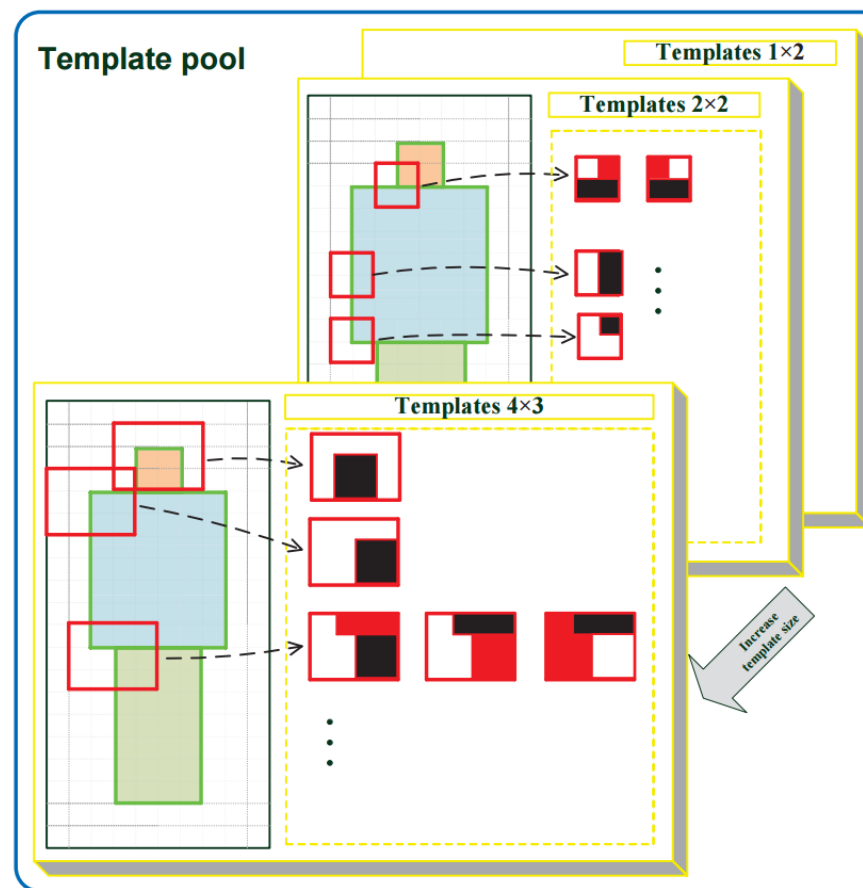 Template pool
Templates 1×2
Templates 2×2
Templates 4×3
Increase
template size